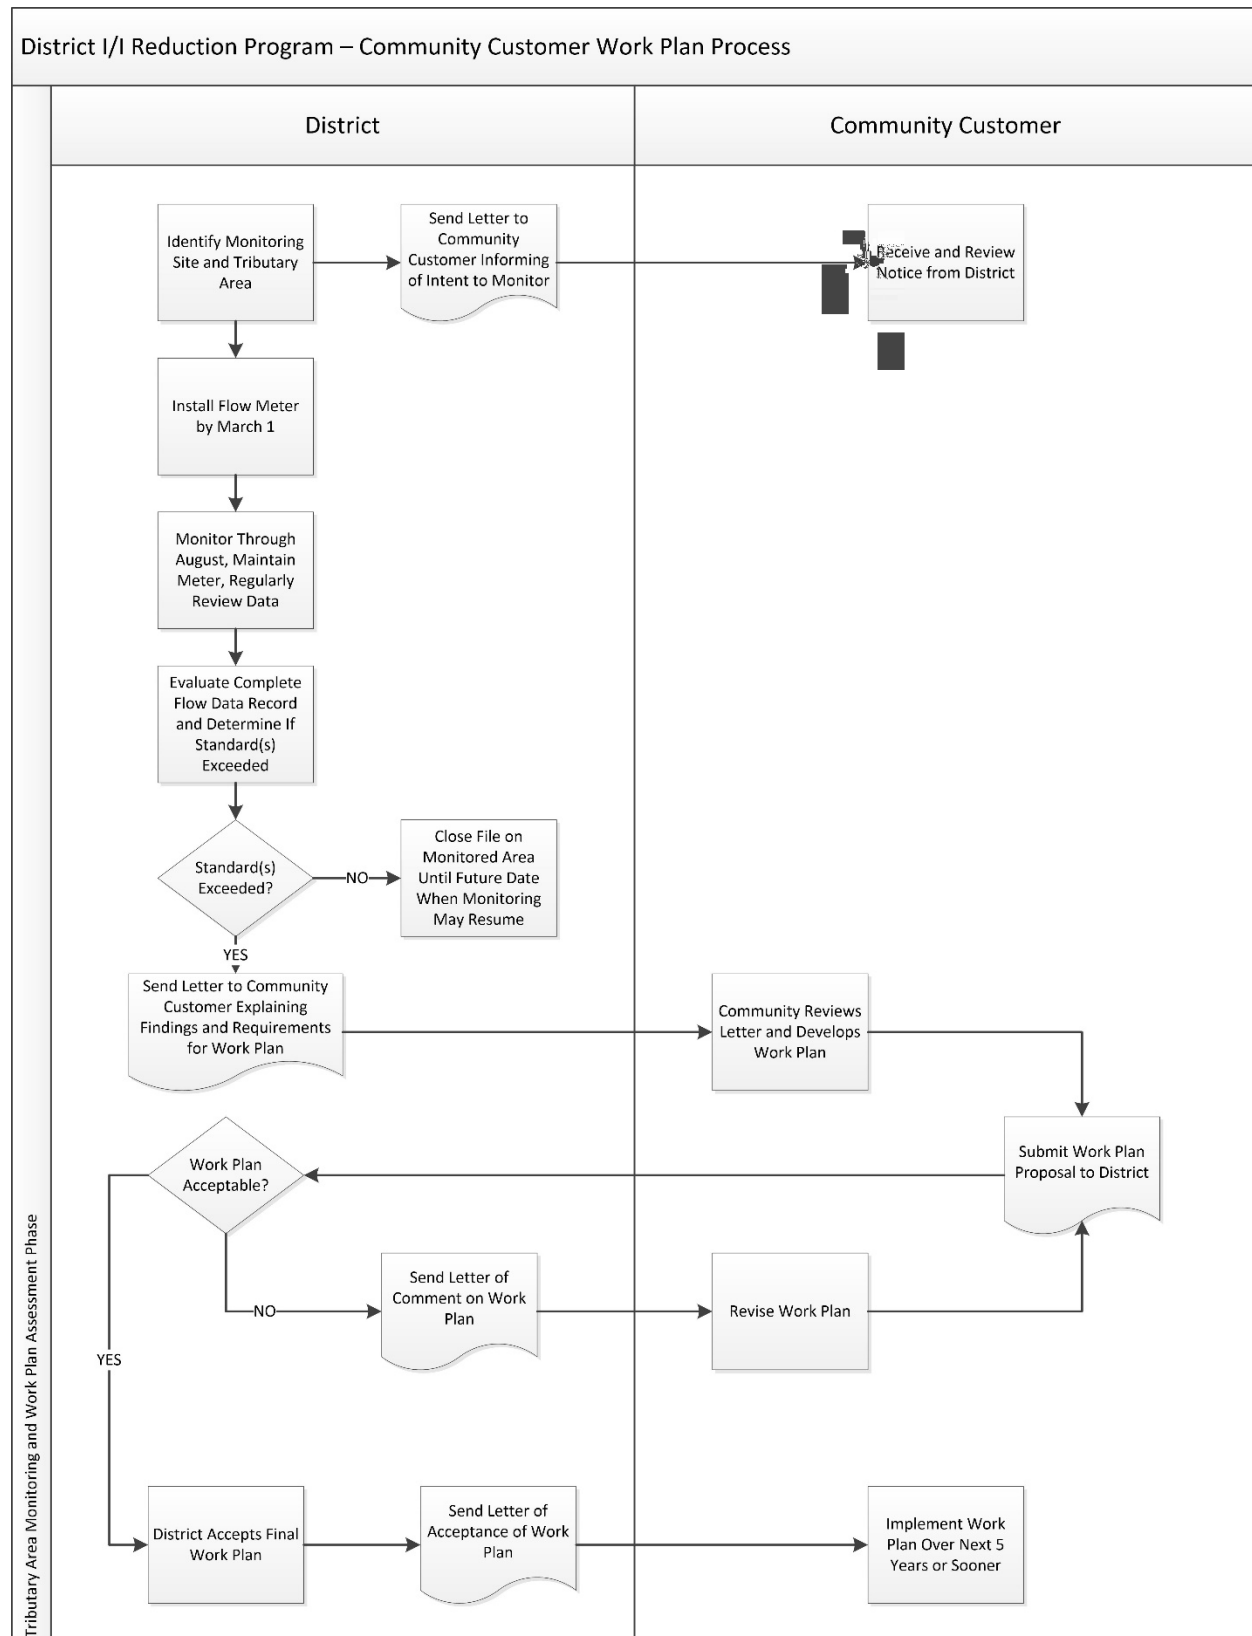 District I/I Reduction Program – Community Customer Work Plan Process
District
Community Customer
Identify Monitoring
Site and Tributary
Area
Send Letter to
Community
Customer Informing
of Intent to Monitor
Receive and Review
Notice from District
Install Flow Meter
by March 1
Monitor Through
August, Maintain
Meter, Regularly
Review Data
Evaluate Complete
Flow Data Record
and Determine If
Standard(s)
Exceeded
Standard(s)
Exceeded?
NO
Close File on
Monitored Area
Until Future Date
When Monitoring
May Resume
YES
Send Letter to Community
Customer Explaining
Findings and Requirements
for Work Plan
Community Reviews
Letter and Develops
Work Plan
Submit Work Plan
Proposal to District
Work Plan
Acceptable?
NO
Send Letter of
Comment on Work
Plan
Revise Work Plan
YES
District Accepts Final
Work Plan
Send Letter of
Acceptance of Work
Plan
Implement Work
Plan Over Next 5
Years or Sooner
Tributary Area Monitoring and Work Plan Assessment Phase